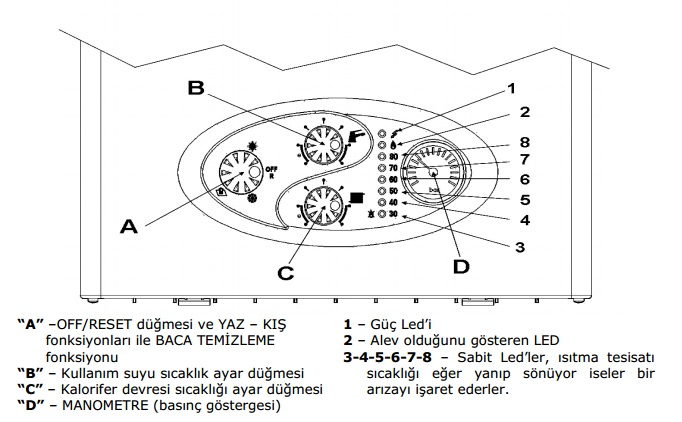 1
B
2
8
80
OFF
R
70
7
60
6
bar
50
5
A
40
4
30
3
C
D
"A" –OFF/RESET düğmesi ve YAZ – KIŞ
fonksiyonları ile BACA TEMİZLEME
fonksiyonu
"B" – Kullanım suyu sıcaklık ayar düğmesi
"C" – Kalorifer devresi sıcaklığı ayar düğmesi
"D" – MANOMETRE (basınç göstergesi)
1 – Güç Led'i
2 – Alev olduğunu gösteren LED
3-4-5-6-7-8 – Sabit Led'ler, ısıtma tesisatı
sıcaklığı eğer yanıp sönüyor iseler bir
arızayı işaret ederler.